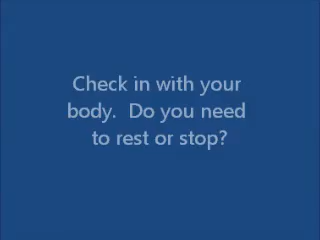 Check in with your
body.  Do you need
to rest or stop?